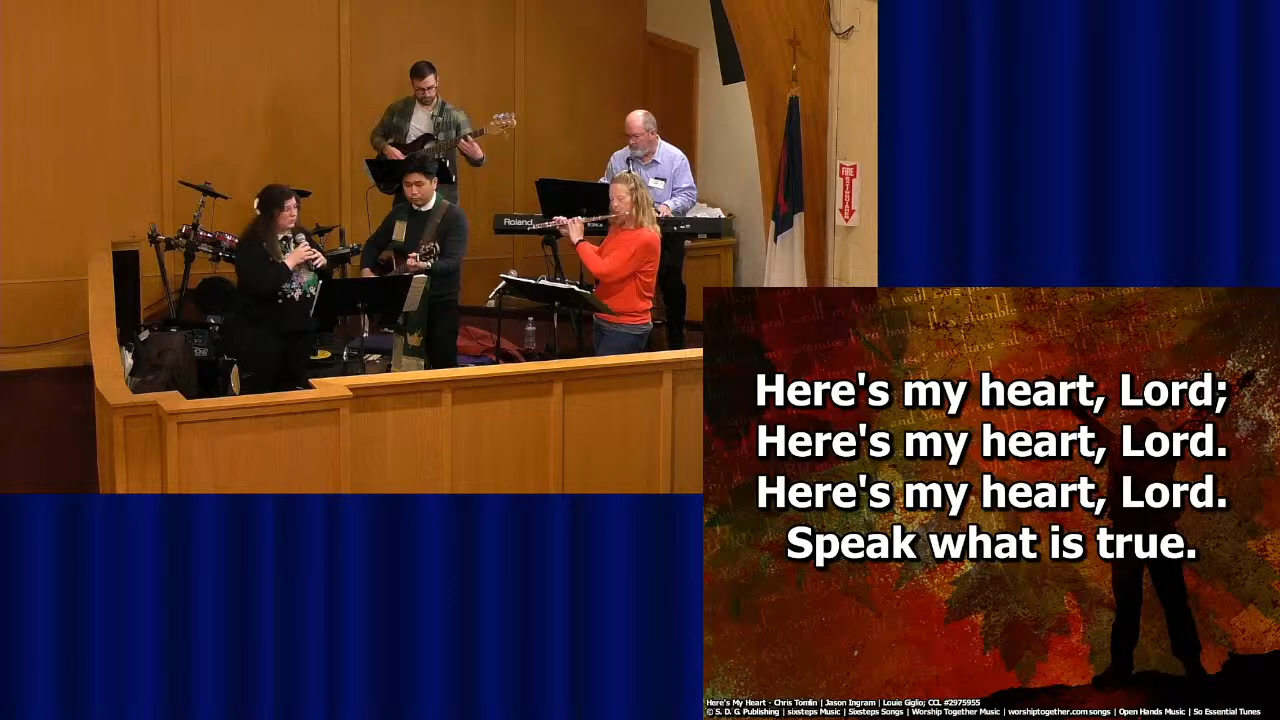 Roland
FIRE
EXTINGUISHER
Here's my heart, Lord;
Here's my heart, Lord.
Here's my heart, Lord.
Speak what is true.
Here's My Heart - Chris Tomlin | Jason Ingram | Louie Giglio; CCL #2975955
© S. D. G. Publishing | sixsteps Music | Sixsteps Songs | Worship Together Music | worshiptogether.com songs | Open Hands Music | So Essential Tunes